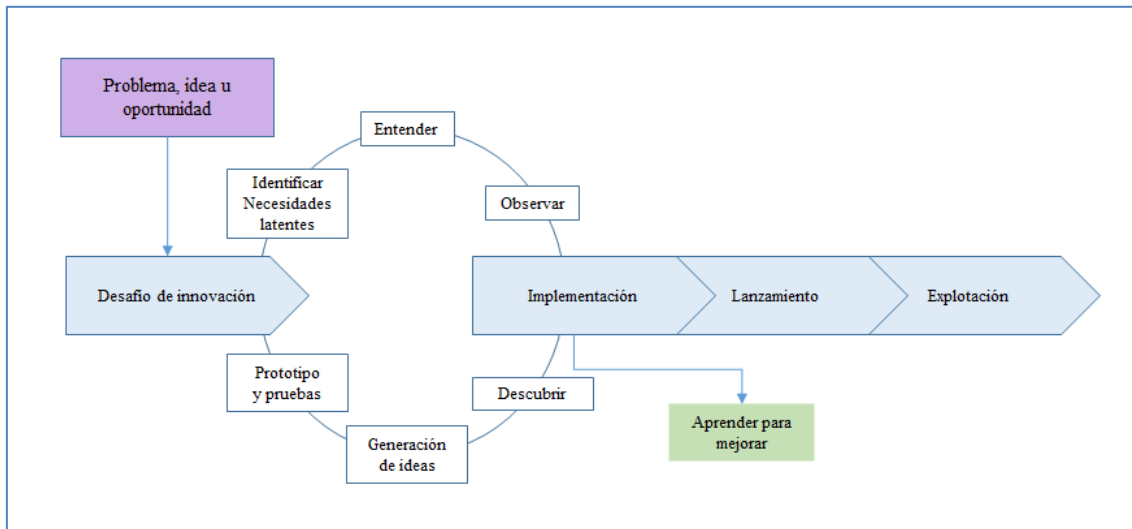 Problema, idea u
oportunidad
Entender
Identificar
Necesidades
latentes
Observar
Desafío de innovación
Implementación
Lanzamiento
Explotación
Prototipo
y pruebas
Descubrir
Generación
de ideas
Aprender para
mejorar